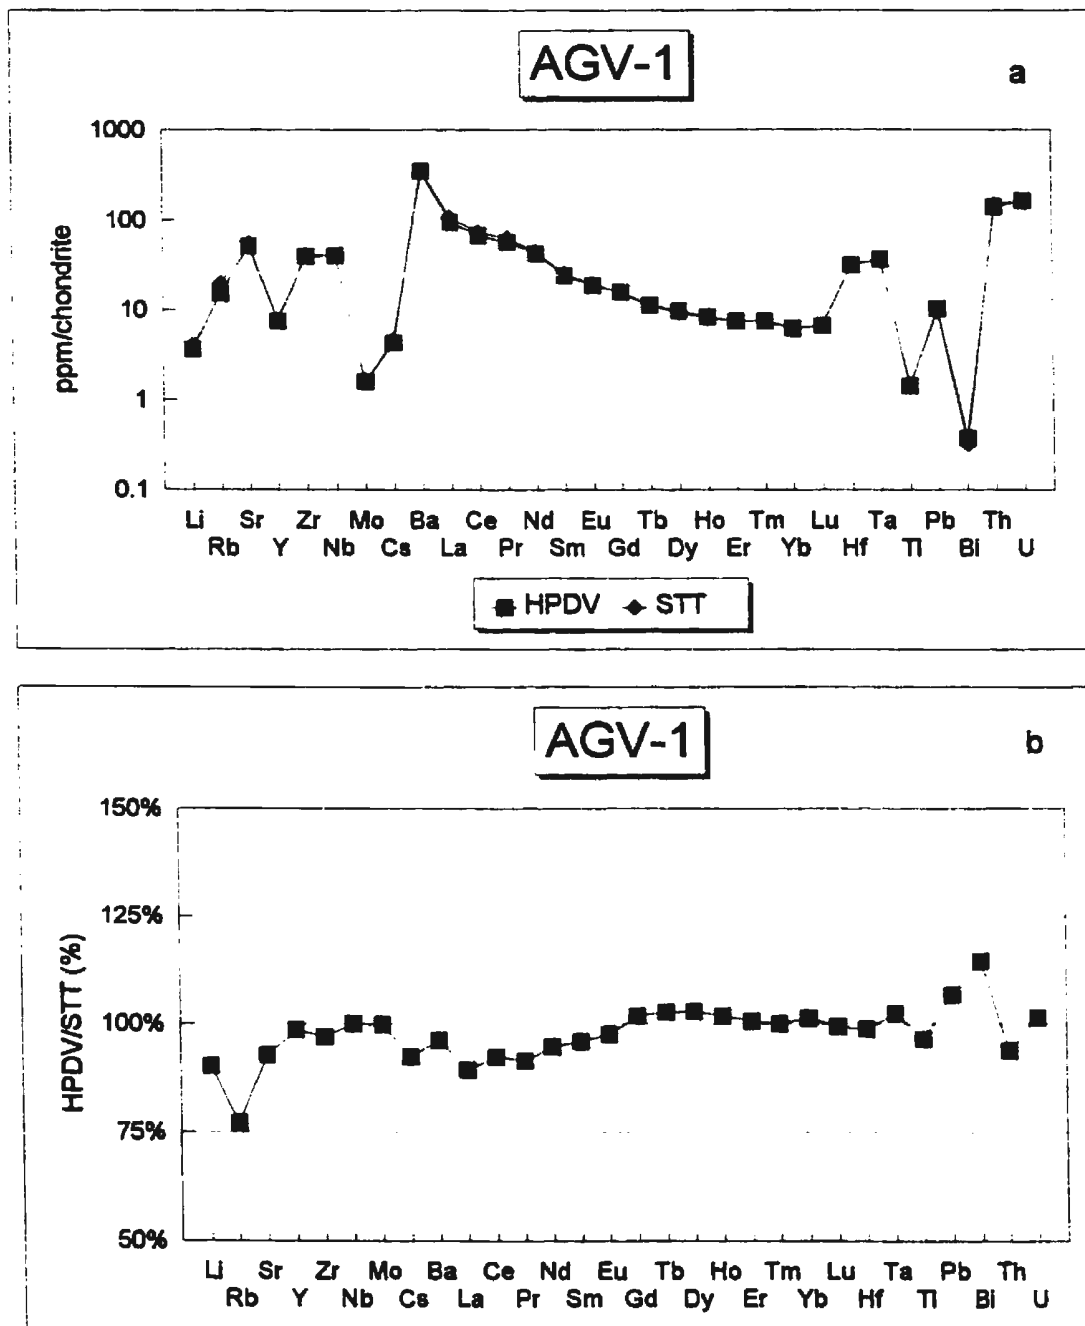 AGV-1
a
1000
100
10
1
0.1
ppm/chondrite
Li Sr Zr Mo Ba Ce Nd Eu Tb Ho Tm Lu Ta Pb Th
Rb Y Nb Cs La Pr Sm Gd Dy Er Yb Hf Tl Bi U
HPDV STT
AGV-1
b
150%
125%
100%
75%
50%
HPDV/STT (%)
Li Sr Zr Mo Ba Ce Nd Eu Tb Ho Tm Lu Ta Pb Th
Rb Y Nb Cs La Pr Sm Gd Dy Er Yb Hf Tl Bi U